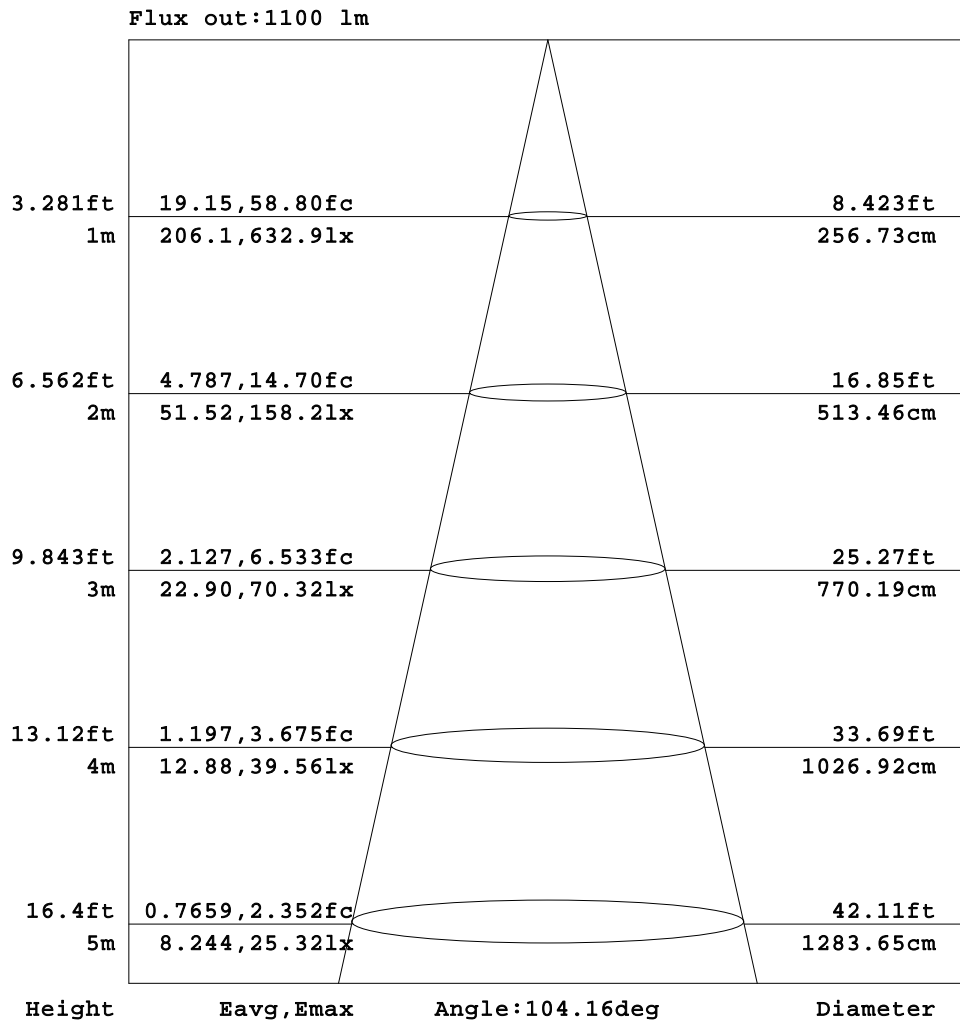 Flux out:1100 lm
3.281ft 19.15,58.80fc 8.423ft
1m 206.1,632.9lx 256.73cm
6.562ft 4.787,14.70fc 16.85ft
2m 51.52,158.2lx 513.46cm
9.843ft 2.127,6.533fc 25.27ft
3m 22.90,70.32lx 770.19cm
13.12ft 1.197,3.675fc 33.69ft
4m 12.88,39.56lx 1026.92cm
16.4ft 0.7659,2.352fc 42.11ft
5m 8.244,25.32lx 1283.65cm
Height Eavg,Emax Angle:104.16deg Diameter